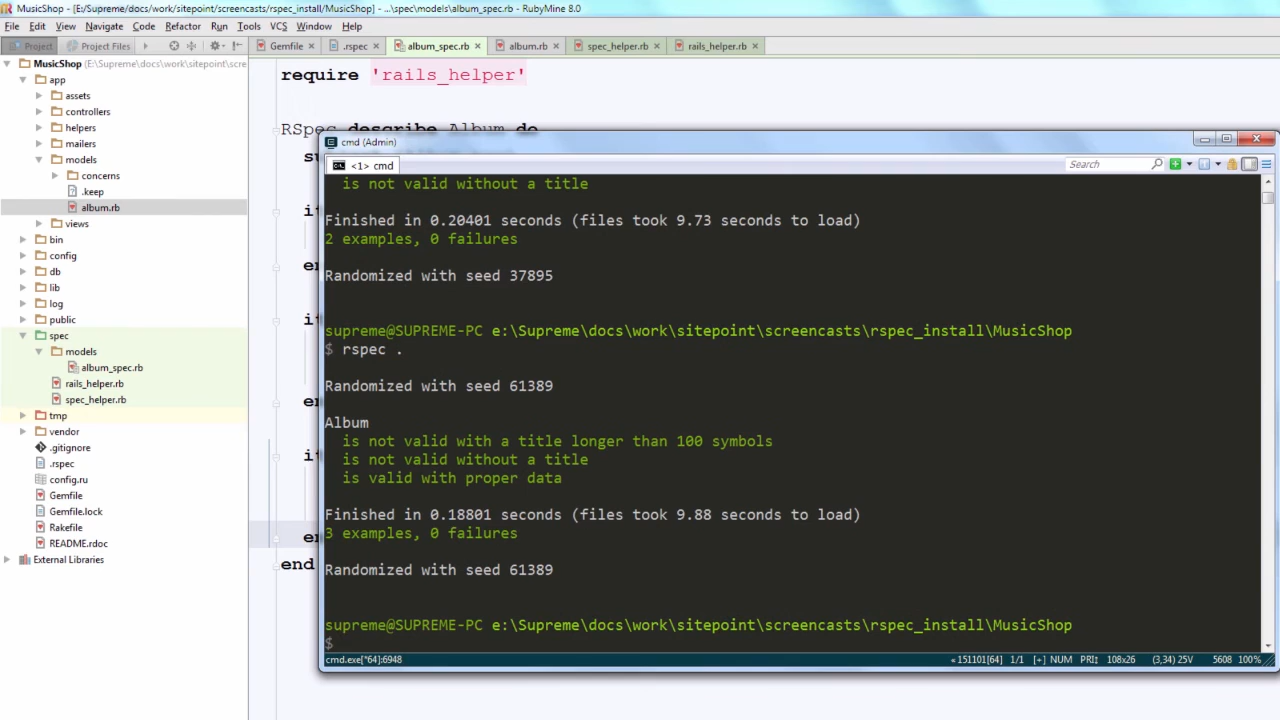 MusicShop - [E:/Supreme/docs/work/sitepoint/screencasts/rspec_install/MusicShop] - ...\spec\models\album_spec.rb - RubyMine 8.0
File Edit View Navigate Code Refactor Run Tools VCS Window Help
Project Project Files Gemfile .rspec album_spec.rb album.rb spec_helper.rb rails_helper.rb
MusicShop (E:/Supreme/docs/work/sitepoint/scre
app
assets
controllers
helpers
mailers
models
concerns
.keep
album.rb
views
bin
config
db
lib
log
public
spec
models
album_spec.rb
rails_helper.rb
spec_helper.rb
tmp
vendor
.gitignore
.rspec
config.ru
Gemfile
Gemfile.lock
Rakefile
README.rdoc
External Libraries
require 'rails_helper'
RSpec.describe Album do
su
it
en
it
en
it
en
end
cmd (Admin)
<1> cmd Search
is not valid without a title
Finished in 0.20401 seconds (files took 9.73 seconds to load)
2 examples, 0 failures
Randomized with seed 37895
supreme@SUPREME-PC e:\Supreme\docs\work\sitepoint\screencasts\rspec_install\MusicShop
$ rspec .
Randomized with seed 61389
Album
is not valid with a title longer than 100 symbols
is not valid without a title
is valid with proper data
Finished in 0.18801 seconds (files took 9.88 seconds to load)
3 examples, 0 failures
Randomized with seed 61389
supreme@SUPREME-PC e:\Supreme\docs\work\sitepoint\screencasts\rspec_install\MusicShop
$
cmd.exe[*64]:6948 « 151101[64] 1/1 [+] NUM PRI↕ 108x26 (3,34) 25V 5608 100%